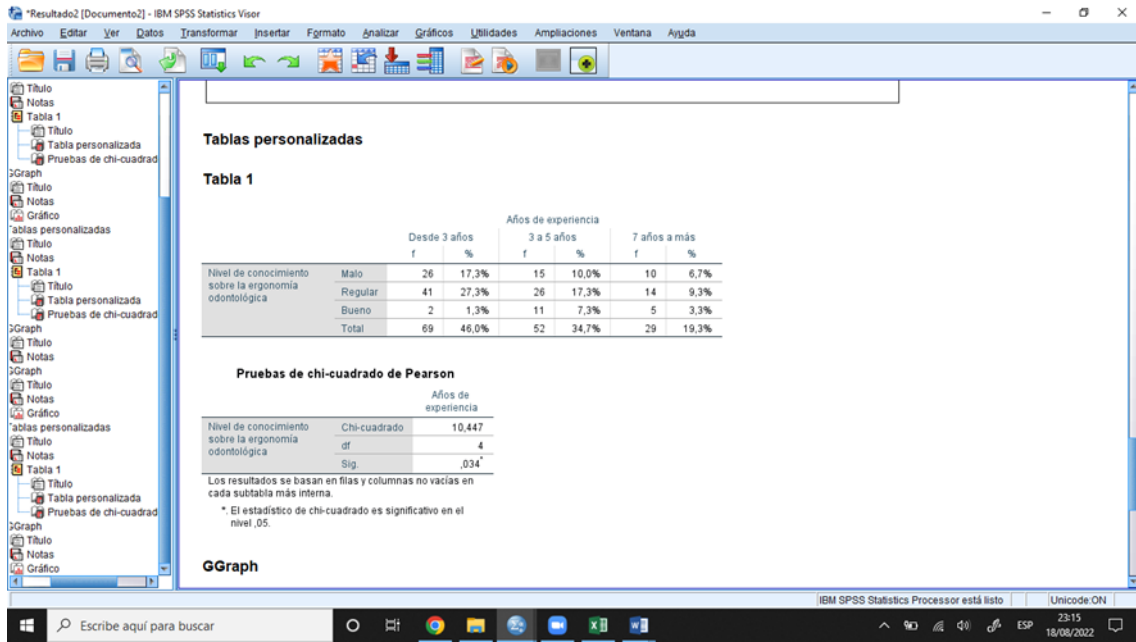 *Resultado2 [Documento2] - IBM SPSS Statistics Visor
Archivo Editar Ver Datos Transformar Insertar Formato Analizar Gráficos Utilidades Ampliaciones Ventana Ayuda
Título
Notas
Tabla 1
Título
Tabla personalizada
Pruebas de chi-cuadrad
GGraph
Título
Notas
Gráfico
Tablas personalizadas
Título
Notas
Tabla 1
Título
Tabla personalizada
Pruebas de chi-cuadrad
GGraph
Título
Notas
GGraph
Título
Notas
Gráfico
Tablas personalizadas
Título
Notas
Tabla 1
Título
Tabla personalizada
Pruebas de chi-cuadrad
GGraph
Título
Notas
Gráfico
Tablas personalizadas
Tabla 1
Años de experiencia
Desde 3 años 3 a 5 años 7 años a más
f % f % f %
Nivel de conocimiento sobre la ergonomía odontológica Malo 26 17,3% 15 10,0% 10 6,7%
Regular 41 27,3% 26 17,3% 14 9,3%
Bueno 2 1,3% 11 7,3% 5 3,3%
Total 69 46,0% 52 34,7% 29 19,3%
Pruebas de chi-cuadrado de Pearson
Años de experiencia
Nivel de conocimiento sobre la ergonomía odontológica Chi-cuadrado 10,447
df 4
Sig. ,034*
Los resultados se basan en filas y columnas no vacías en
cada subtabla más interna.
*. El estadístico de chi-cuadrado es significativo en el
nivel ,05.
GGraph
IBM SPSS Statistics Processor está listo Unicode:ON
Escribe aquí para buscar
ESP
23:15
18/08/2022